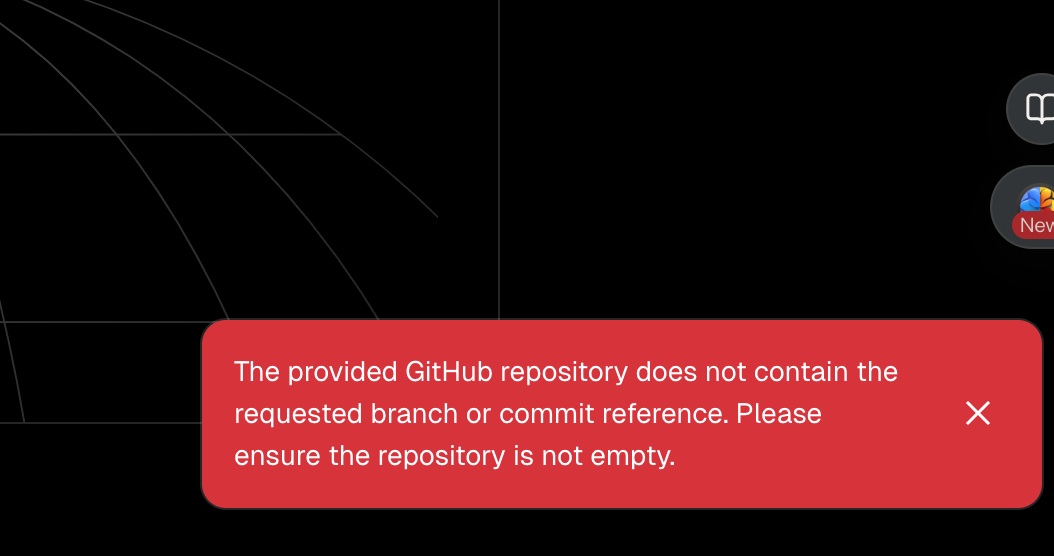 New
The provided GitHub repository does not contain the
requested branch or commit reference. Please
ensure the repository is not empty.